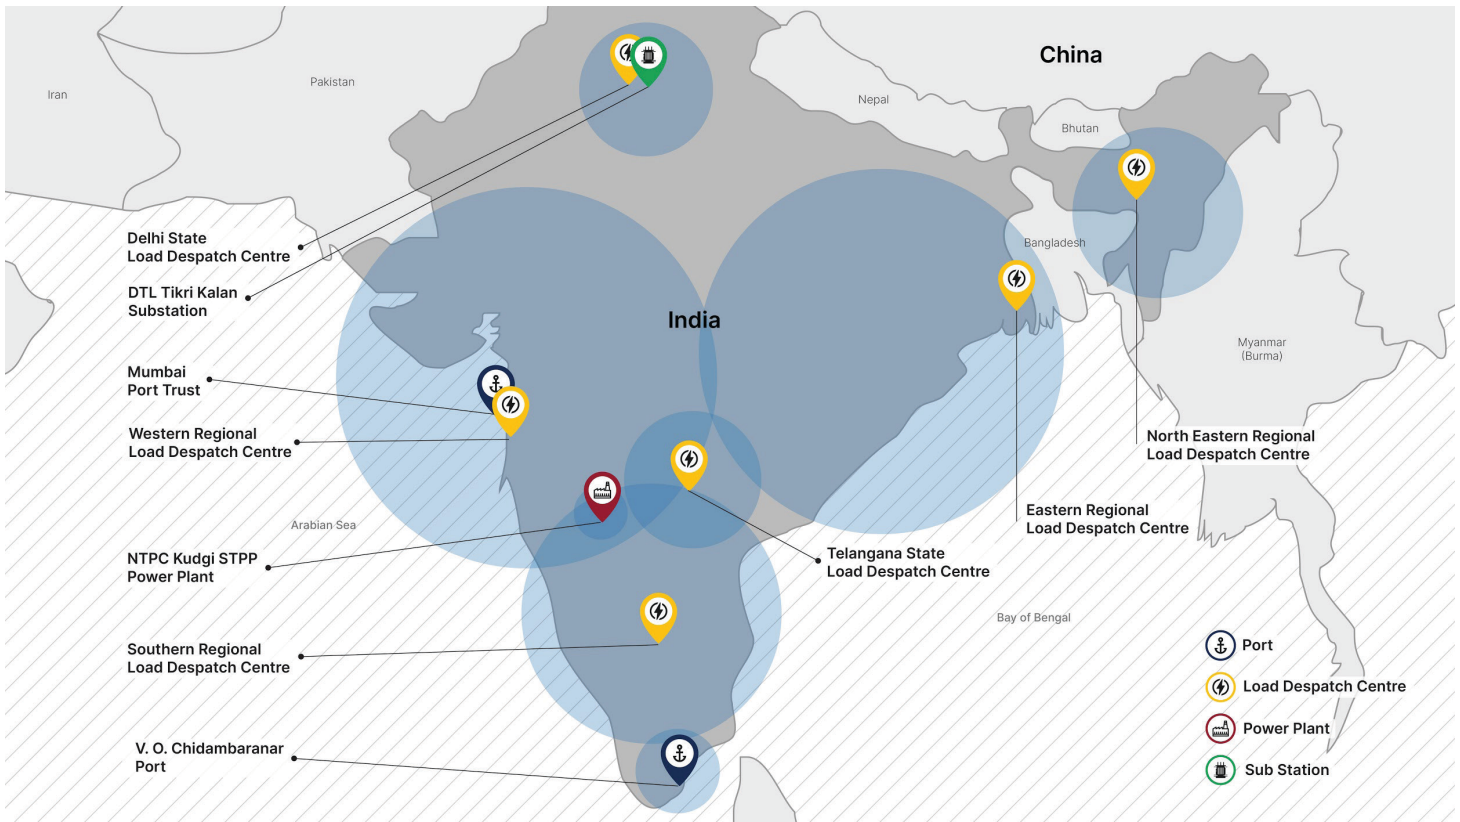 China
Pakistan
Iran
Nepal
Bhutan
Delhi State
Load Despatch Centre
Bangladesh
DTL Tikri Kalan
Substation
India
Myanmar
(Burma)
Mumbai
Port Trust
Western Regional
Load Despatch Centre
North Eastern Regional
Load Despatch Centre
Arabian Sea
Eastern Regional
Load Despatch Centre
NTPC Kudgi STPP
Power Plant
Telangana State
Load Despatch Centre
Bay of Bengal
Southern Regional
Load Despatch Centre
V. O. Chidambaranar
Port
Port
Load Despatch Centre
Power Plant
Sub Station